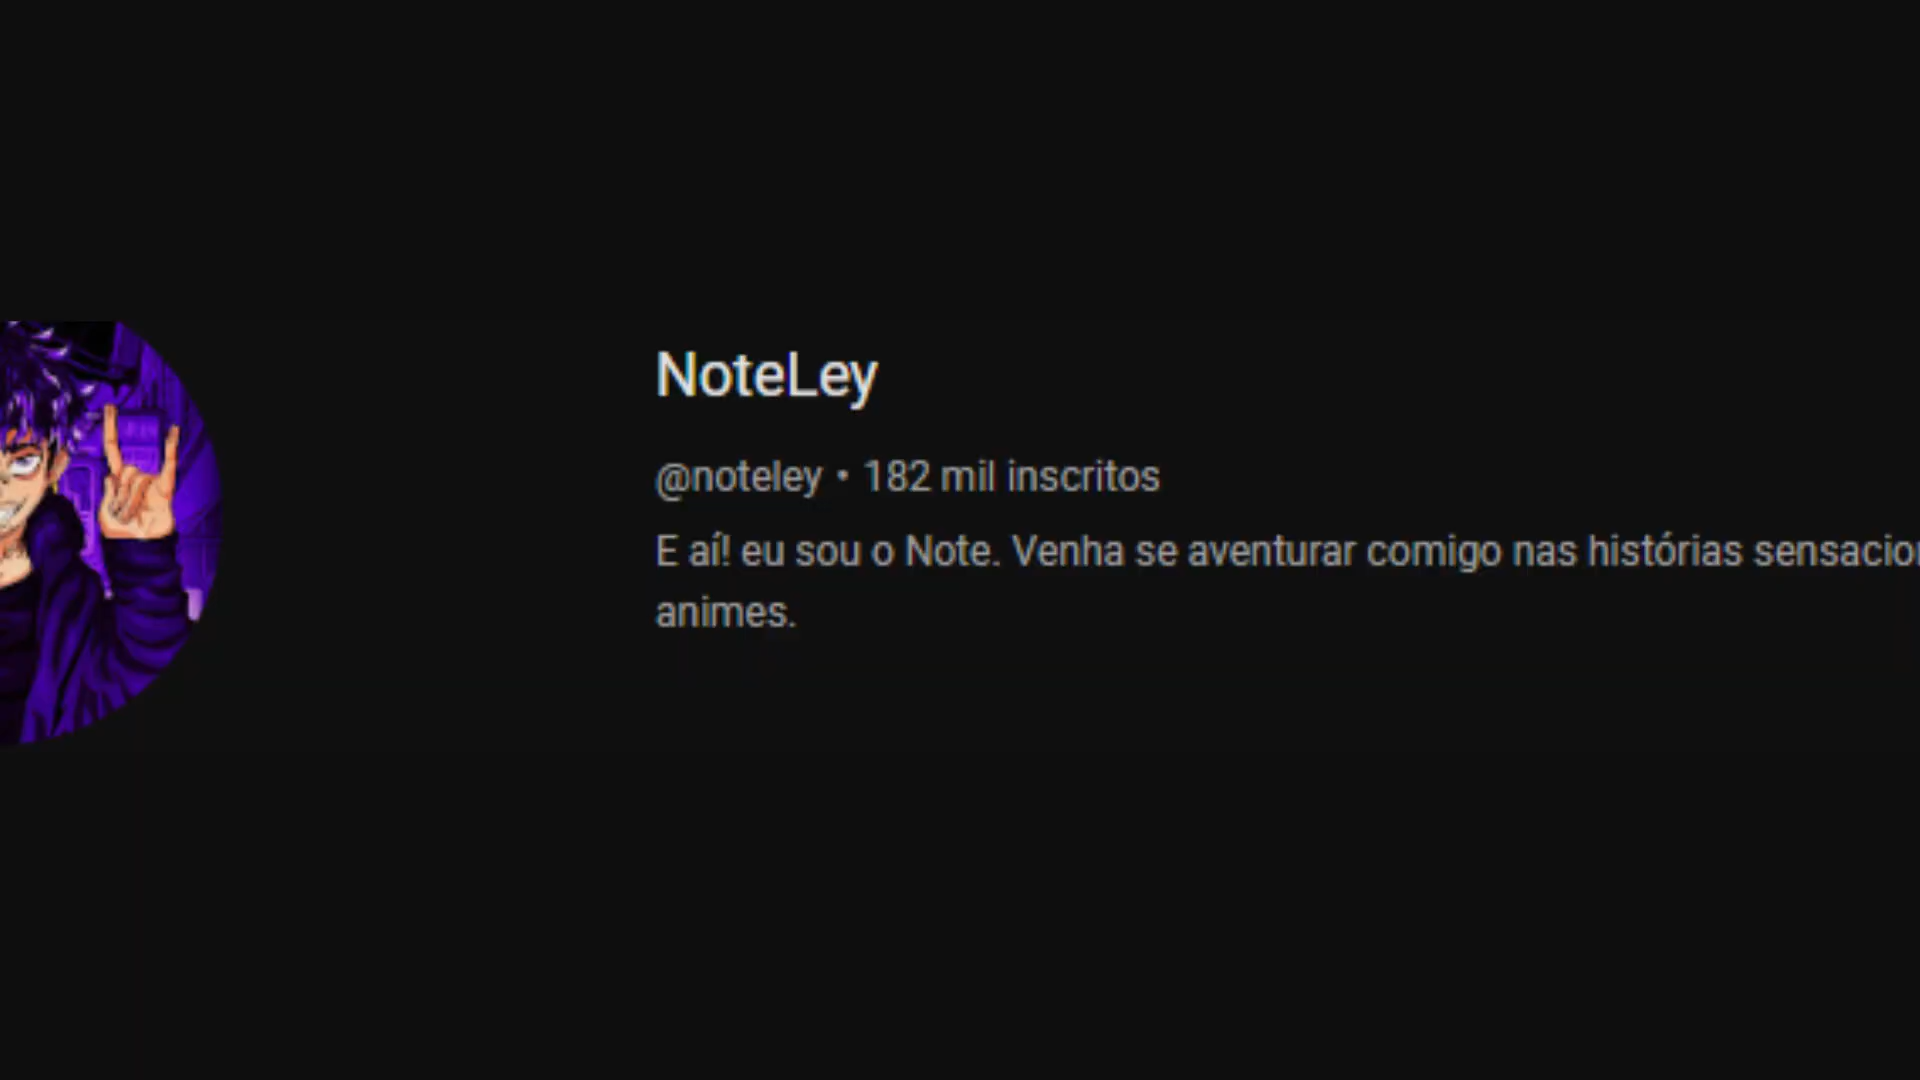 NoteLey
@noteley • 182 mil inscritos
E aí! eu sou o Note. Venha se aventurar comigo nas histórias
animes.